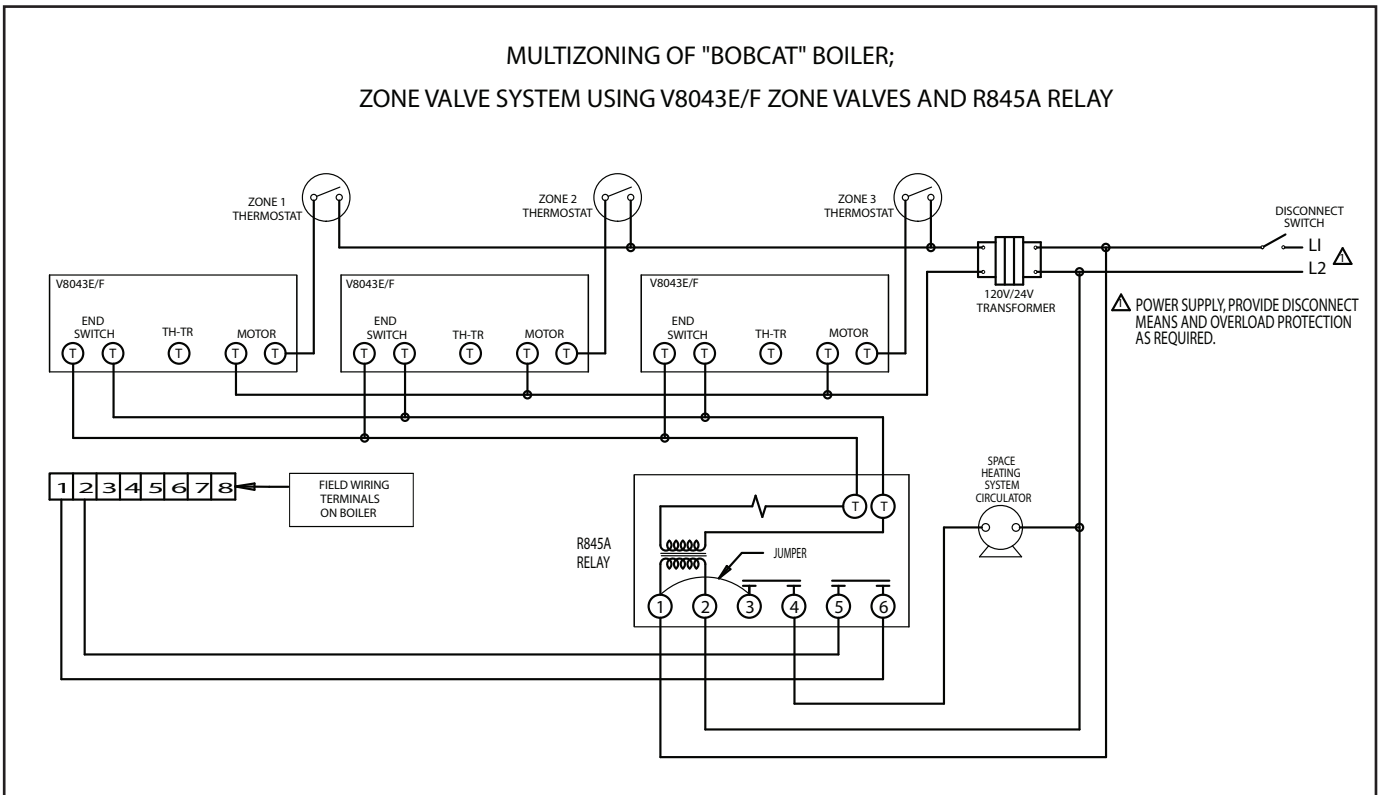 MULTIZONING OF "BOBCAT" BOILER;
ZONE VALVE SYSTEM USING V8043E/F ZONE VALVES AND R845A RELAY
ZONE 1
THERMOSTAT
ZONE 2
THERMOSTAT
ZONE 3
THERMOSTAT
DISCONNECT
SWITCH
LI
L2
1
120V/24V
TRANSFORMER
1 POWER SUPPLY, PROVIDE DISCONNECT
MEANS AND OVERLOAD PROTECTION
AS REQUIRED.
V8043E/F
END
SWITCH
TH-TR
MOTOR
T T T T T
V8043E/F
END
SWITCH
TH-TR
MOTOR
T T T T T
V8043E/F
END
SWITCH
TH-TR
MOTOR
T T T T T
1 2 3 4 5 6 7 8
FIELD WIRING
TERMINALS
ON BOILER
SPACE
HEATING
SYSTEM
CIRCULATOR
R845A
RELAY
T T
JUMPER
1 2 3 4 5 6